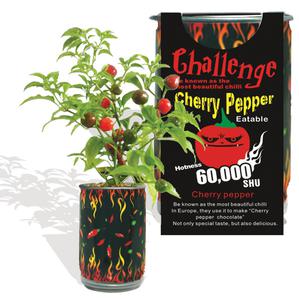 Challenge
Be known as the
most beautiful chilli
Cherry Pepper
Eatable
Hotness
60,000
SHU
Cherry pepper
Be known as the most beautiful chilli
In Europe, they use it to make "Cherry
pepper chocolate"
Not only special taste, but also delicious.